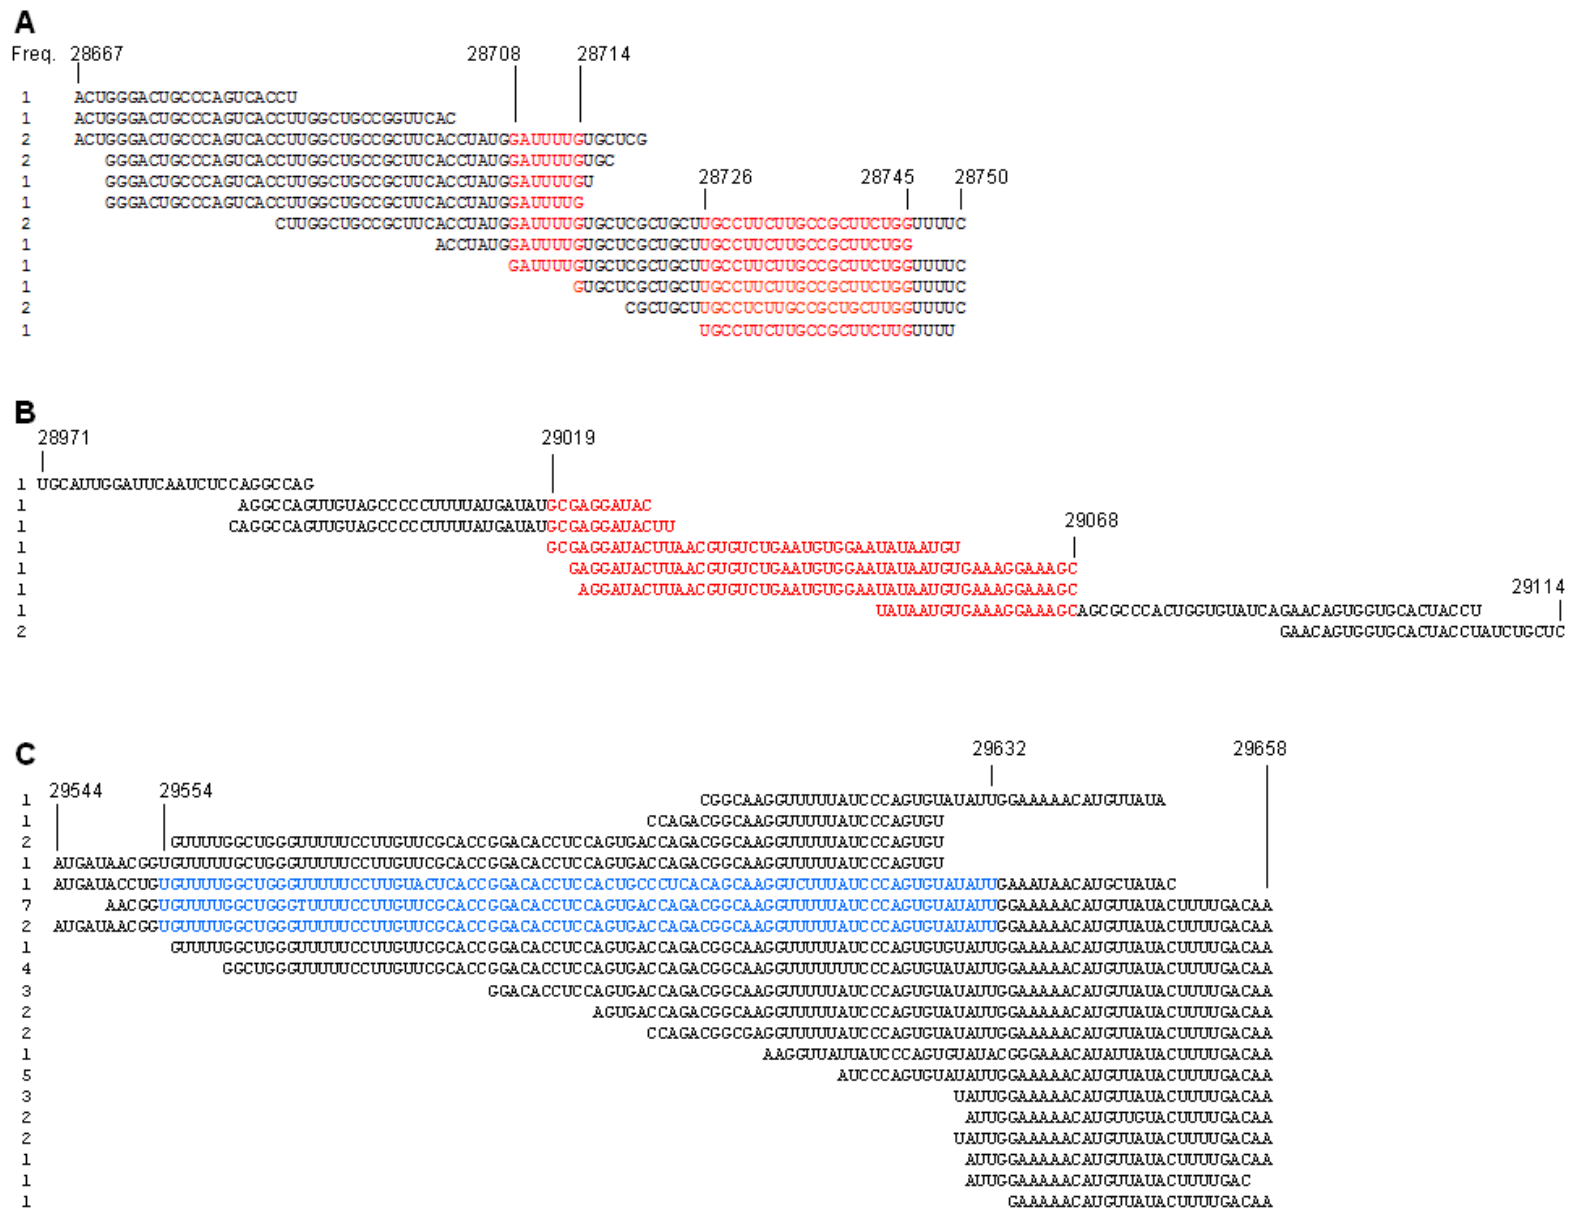 A
Freq. 28667 28708 28714
1 ACUGGGACUGCCCAGUCACCU
1 ACUGGGACUGCCCAGUCACCUUGGCUGCCGGUUCAC
2 ACUGGGACUGCCCAGUCACCUUGGCUGCCGCUUCACCUAUGGAUUUUGUGCUCG
2 GGGACUGCCCAGUCACCUUGGCUGCCGCUUCACCUAUGGAUUUUGUGC
28726 28745 28750
1 GGGACUGCCCAGUCACCUUGGCUGCCGCUUCACCUAUGGAUUUUGU
1 GGGACUGCCCAGUCACCUUGGCUGCCGCUUCACCUAUGGAUUUUG
2 CUUGGCUGCCGCUUCACCUAUGGAUUUUGUGCUCGCUGCUUGCCUUCUUGCCGCUUCUGGUUUUC
1 ACCUAUGGAUUUUGUGCUCGCUGCUUGCCUUCUUGCCGCUUCUGG
1 GAUUUUGUGCUCGCUGCUUGCCUUCUUGCCGCUUCUGGUUUUC
1 GUGCUCGCUGCUUGCCUUCUUGCCGCUUCUGGUUUUC
2 CGCUGCUUGCCUCUUGCCGCUGCUUGGUUUUC
1 UGCCUUCUUGCCGCUUCUUGUUUU
B
28971 29019
1 UGCAUUGGAUUCAAUCUCCAGGCCAG
1 AGGCCAGUUGUAGCCCCCUUUUAUGAUAUGCGAGGAUAC
1 CAGGCCAGUUGUAGCCCCCUUUUAUGAUAUGCGAGGAUACUU
29068
1 GCGAGGAUACUUAACGUGUCUGAAUGUGGAAUAUAAUGU
1 GAGGAUACUUAACGUGUCUGAAUGUGGAAUAUAAUGUGAAAGGAAAGC
1 AGGAUACUUAACGUGUCUGAAUGUGGAAUAUAAUGUGAAAGGAAAGC
29114
1 UAUAAUGUGAAAGGAAAGCAGCGCCCACUGGUGUAUCAGAACAGUGGUGCACUACCU
2 GAACAGUGGUGCACUACCUAUCUGCUC
C
29632 29658
29544 29554
1 CGGCAAGGUUUUUAUCCCAGUGUAUAUUGGAAAAACAUGUUAUA
1 CCAGACGGCAAGGUUUUUAUCCCAGUGU
2 GUUUUGGCUGGGUUUUUCCUUGUUCGCACCGGACACCUCCAGUGACCAGACGGCAAGGUUUUUAUCCCAGUGU
1 AUGAUAACGGUGUUUUUGCUGGGUUUUUCCUUGUUCGCACCGGACACCUCCAGUGACCAGACGGCAAGGUUUUUAUCCCAGUGU
1 AUGAUACCUGUGUUUUGGCUGGGUUUUUCCUUGUACUCACCGGACACCUCCACUGCCCUCACAGCAAGGUCUUUAUCCCAGUGUAUAUUGAAAUAACAUGCUAUAC
7 AACGGUGUUUUGGCUGGGTUUUUCCUUGUUCGCACCGGACACCUCCAGUGACCAGACGGCAAGGUUUUUAUCCCAGUGUAUAUUGGAAAAACAUGUUAUACUUUUGACAA
2 AUGAUAACGGUGUUUUGGCUGGGUUUUUCCUUGUUCGCACCGGACACCUCCAGUGACCAGACGGCAAGGUUUUUAUCCCAGUGUAUAUUGGAAAAACAUGUUAUACUUUUGACAA
1 GUUUUGGCUGGGUUUUUCCUUGUUCGCACCGGACACCUCCAGUGACCAGACGGCAAGGUUUUUAUCCCAGUGUGUAUUGGAAAAACAUGUUAUACUUUUGACAA
4 GGCUGGGUUUUUCCUUGUUCGCACCGGACACCUCCAGUGACCAGACGGCAAGGUUUUUUUCCCAGUGUAUAUUGGAAAAACAUGUUAUACUUUUGACAA
3 GGACACCUCCAGUGACCAGACGGCAAGGUUUUUAUCCCAGUGUAUAUUGGAAAAACAUGUUAUACUUUUGACAA
2 AGUGACCAGACGGCAAGGUUUUUAUCCCAGUGUAUAUUGGAAAAACAUGUUAUACUUUUGACAA
2 CCAGACGGCGAGGUUUUUAUCCCAGUGUAUAUUGGAAAAACAUGUUAUACUUUUGACAA
1 AAGGUUAUUAUCCCAGUGUAUACGGGAAACAUAUUAUACUUUUGACAA
5 AUCCCAGUGUAUAUUGGAAAAACAUGUUAUACUUUUGACAA
3 UAUUGGAAAAACAUGUUAUACUUUUGACAA
2 AUUGGAAAAACAUGUUGUACUUUUGACAA
2 UAUUGGAAAAACAUGUUAUACUUUUGACAA
1 AUUGGAAAAACAUGUUAUACUUUUGACAA
1 AUUGGAAAAACAUGUUAUACUUUUGAC
1 GAAAAACAUGUUAUACUUUUGACAA